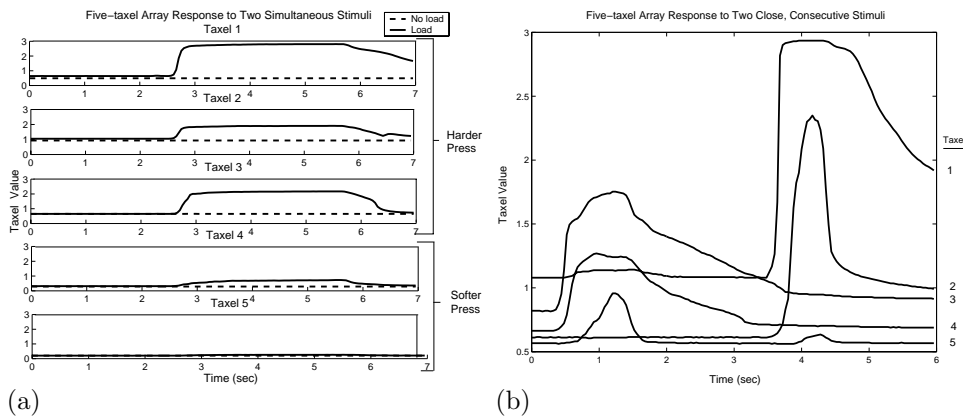 Five-taxel Array Response to Two Simultaneous Stimuli
No load
Load
Taxel 1
3
2
1
0
0 1 2 3 4 5 6 7
Taxel 2
3
2
1
0
0 1 2 3 4 5 6 7
Taxel 3
3
2
1
0
0 1 2 3 4 5 6 7
Taxel 4
3
2
1
0
0 1 2 3 4 5 6 7
Taxel 5
3
2
1
0
0 1 2 3 4 5 6 7
Taxel Value
Time (sec)
Harder
Press
Softer
Press
(a)
Five-taxel Array Response to Two Close, Consecutive Stimuli
3
2.5
2
1.5
1
0.5
0 1 2 3 4 5 6
Taxel Value
Time (sec)
Taxe
1
2
3
4
5
(b)